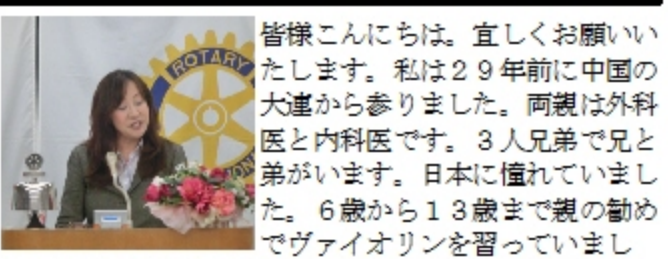 ROTARY
皆様こんにちは。宜しくお願いい
たします。私は２９年前に中国の
大連から参りました。両親は外科
医と内科医です。３人兄弟で兄と
弟がいます。日本に憧れていまし
た。６歳から１３歳まで親の勧め
でヴァイオリンを習っていまし